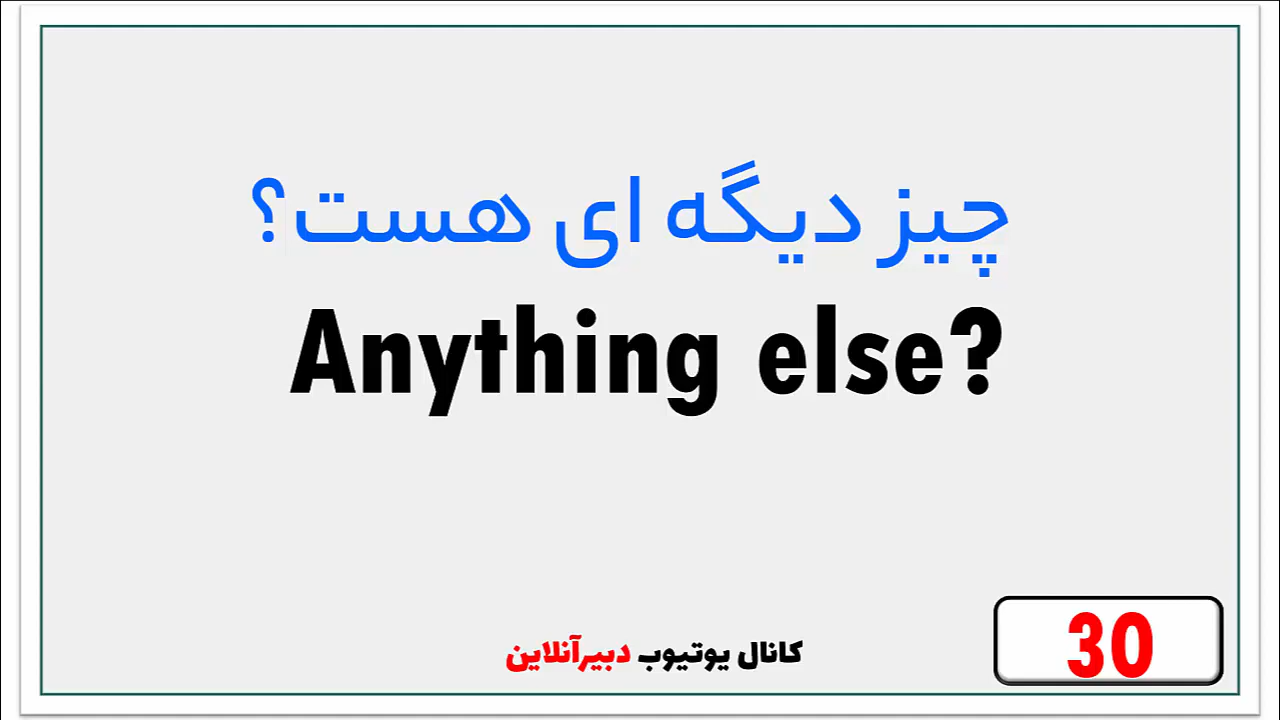 چیز دیگه ای هست؟
Anything else?
کانال یوتیوب دبیرآنلاین
30